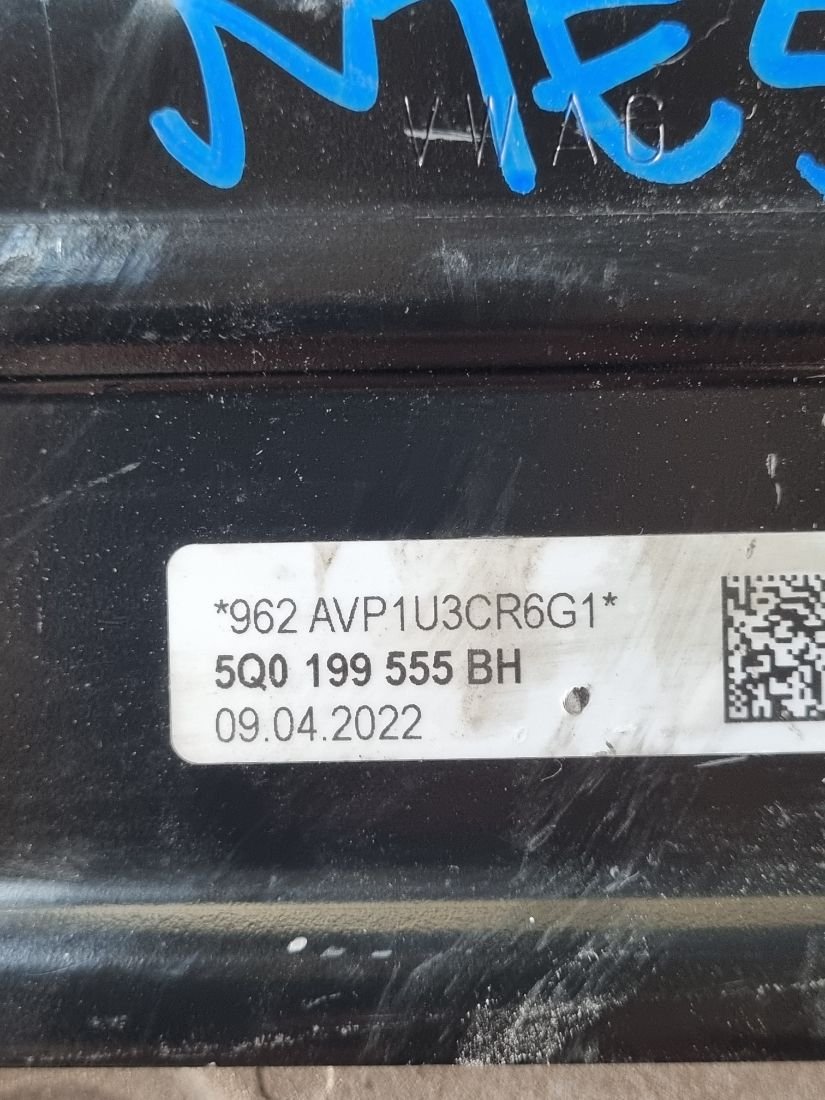 VWAG
*962 AVP1U3CR6G1*
5Q0 199 555 BH
09.04.2022